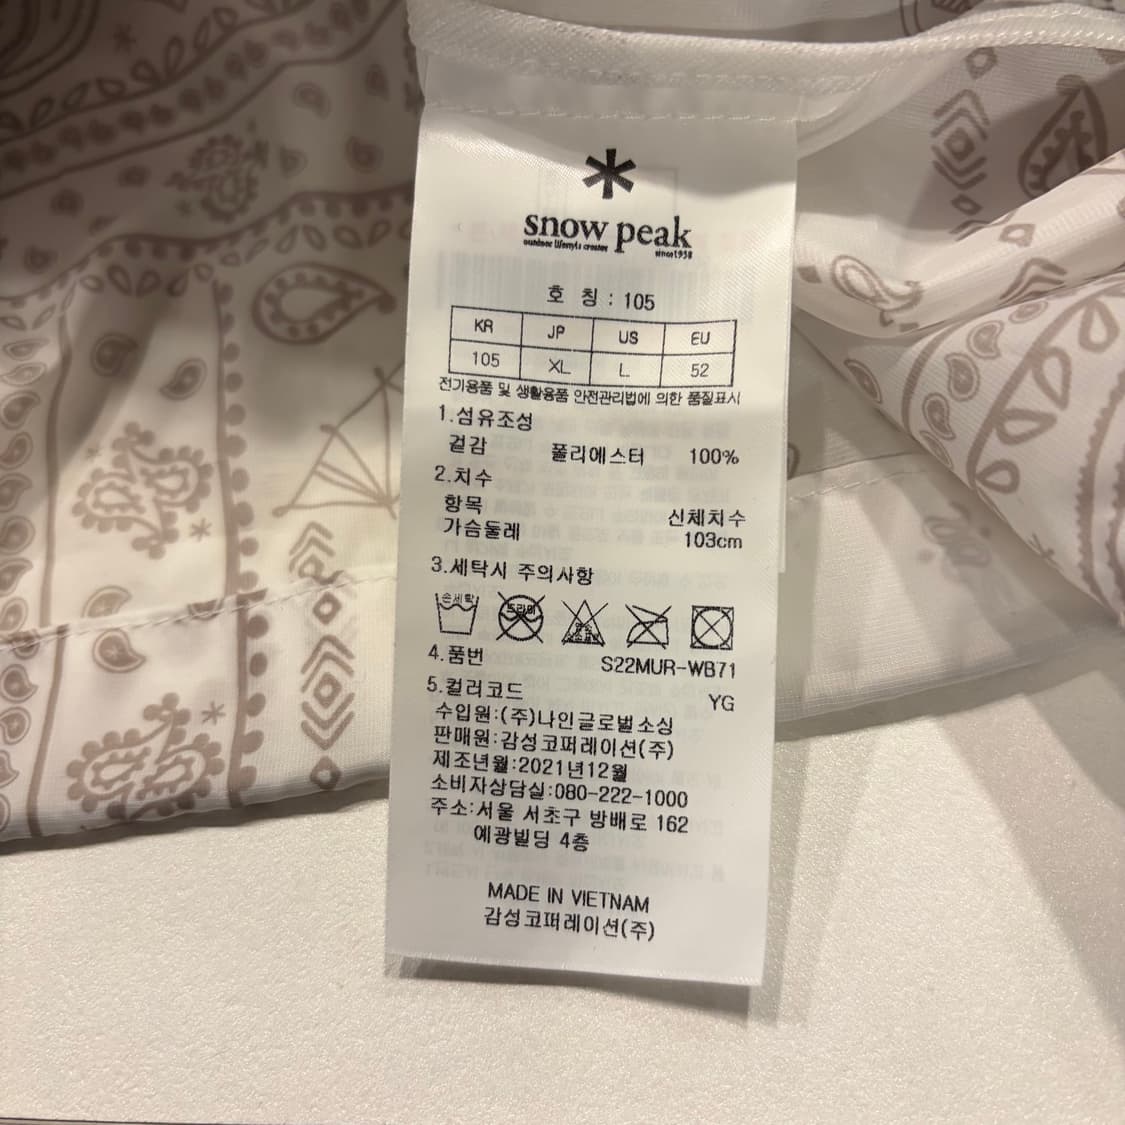 snow peak
outdoor lifestyle creator
since1958
호 칭 : 105
KR JP US EU
105 XL L 52
전기용품 및 생활용품 안전관리법에 의한 품질표시
1.섬유조성
겉감 폴리에스터 100%
2.치수
항목 신체치수
가슴둘레 103cm
3.세탁시 주의사항
손세탁 드라이
4.품번 S22MUR-WB71
5.컬러코드 YG
수입원:(주)나인글로벌소싱
판매원:감성코퍼레이션(주)
제조년월:2021년12월
소비자상담실:080-222-1000
주소:서울 서초구 방배로 162
예광빌딩 4층
MADE IN VIETNAM
감성코퍼레이션(주)